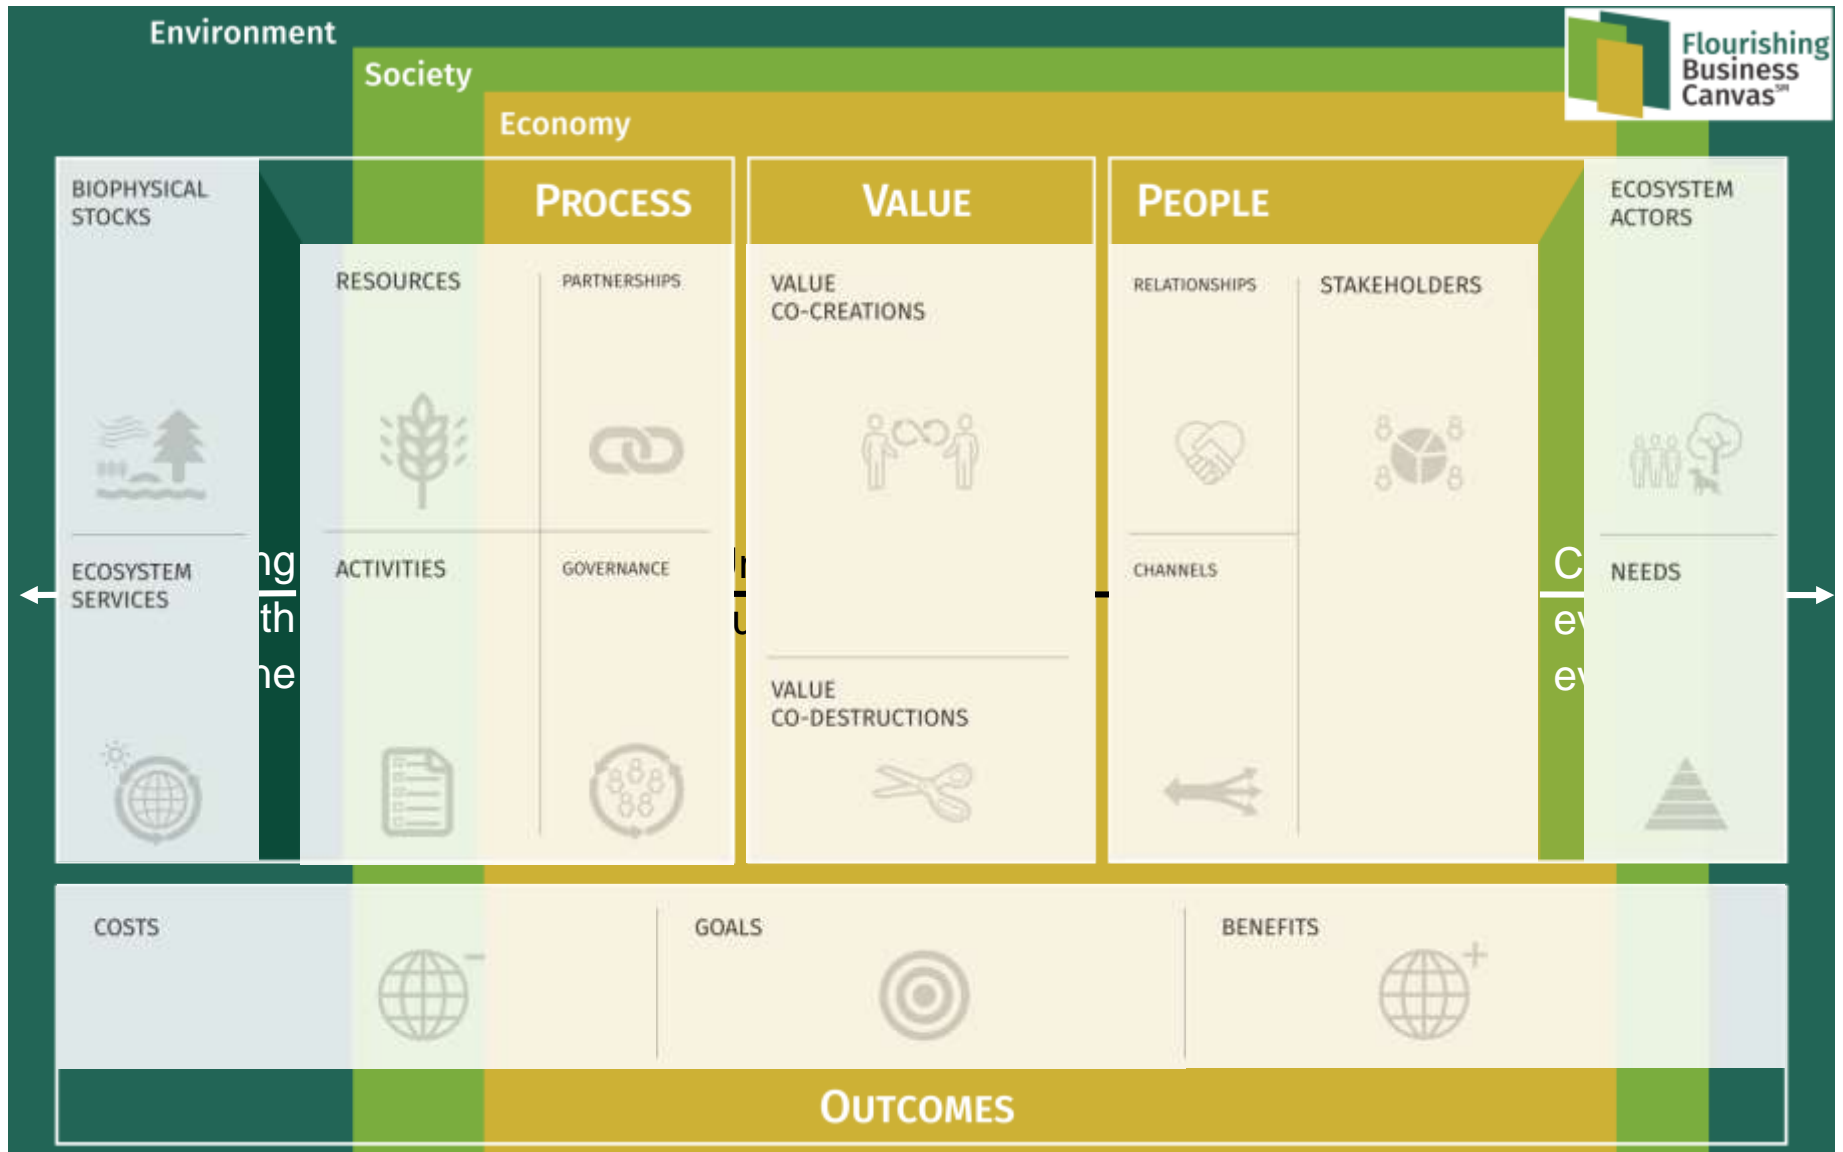 Environment
Society
Economy
Flourishing
Business
Canvas℠
PROCESS
VALUE
PEOPLE
BIOPHYSICAL
STOCKS
RESOURCES
PARTNERSHIPS
VALUE
CO-CREATIONS
RELATIONSHIPS
STAKEHOLDERS
ECOSYSTEM
ACTORS
ECOSYSTEM
SERVICES
ACTIVITIES
GOVERNANCE
VALUE
CO-DESTRUCTIONS
CHANNELS
NEEDS
COSTS
GOALS
BENEFITS
OUTCOMES